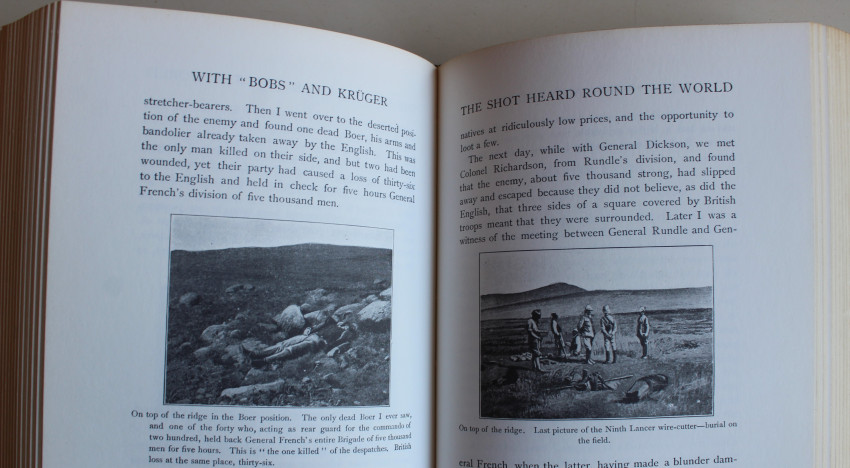 WITH "BOBS" AND KRÜGER
stretcher-bearers. Then I went over to the deserted posi-
tion of the enemy and found one dead Boer, his arms and
bandolier already taken away by the English. This was
the only man killed on their side, and but two had been
wounded, yet their party had caused a loss of thirty-six
to the English and held in check for five hours General
French's division of five thousand men.
On top of the ridge in the Boer position. The only dead Boer I ever saw,
and one of the forty who, acting as rear guard for the commando of
two hundred, held back General French's entire Brigade of five thousand
men for five hours. This is "the one killed" of the despatches. British
loss at the same place, thirty-six.
THE SHOT HEARD ROUND THE WORLD
natives at ridiculously low prices, and the opportunity to
loot a few.
The next day, while with General Dickson, we met
Colonel Richardson, from Rundle's division, and found
that the enemy, about five thousand strong, had slipped
away and escaped because they did not believe, as did the
English, that three sides of a square covered by British
troops meant that they were surrounded. Later I was a
witness of the meeting between General Rundle and Gen-
On top of the ridge. Last picture of the Ninth Lancer wire-cutter—burial on
the field.
eral French, when the latter, having made a blunder dam-